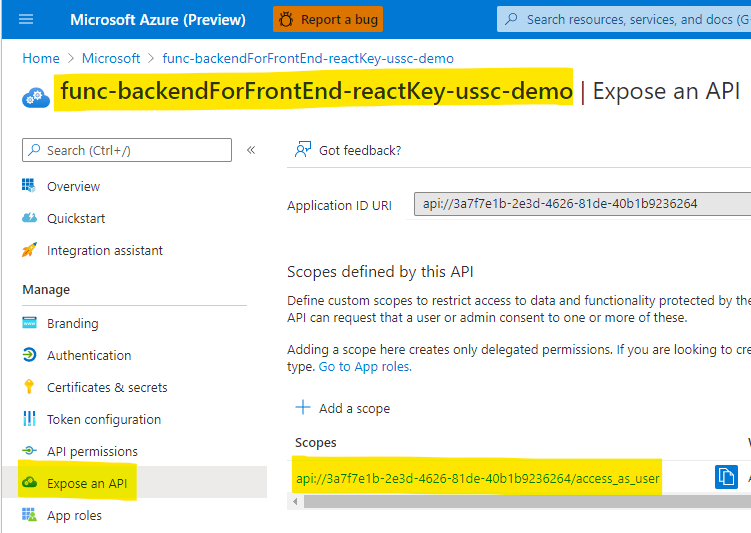 Microsoft Azure (Preview)
Report a bug
Search resources, services, and docs (G
Home > Microsoft > func-backendForFrontEnd-reactKey-ussc-demo
func-backendForFrontEnd-reactKey-ussc-demo | Expose an API
Search (Ctrl+/)
«
Got feedback?
Overview
Quickstart
Integration assistant
Manage
Branding
Authentication
Certificates & secrets
Token configuration
API permissions
Expose an API
App roles
Application ID URI
api://3a7f7e1b-2e3d-4626-81de-40b1b9236264
Scopes defined by this API
Define custom scopes to restrict access to data and functionality protected by the
API can request that a user or admin consent to one or more of these.
Adding a scope here creates only delegated permissions. If you are looking to cre
type. Go to App roles.
Add a scope
Scopes
api://3a7f7e1b-2e3d-4626-81de-40b1b9236264/access_as_user